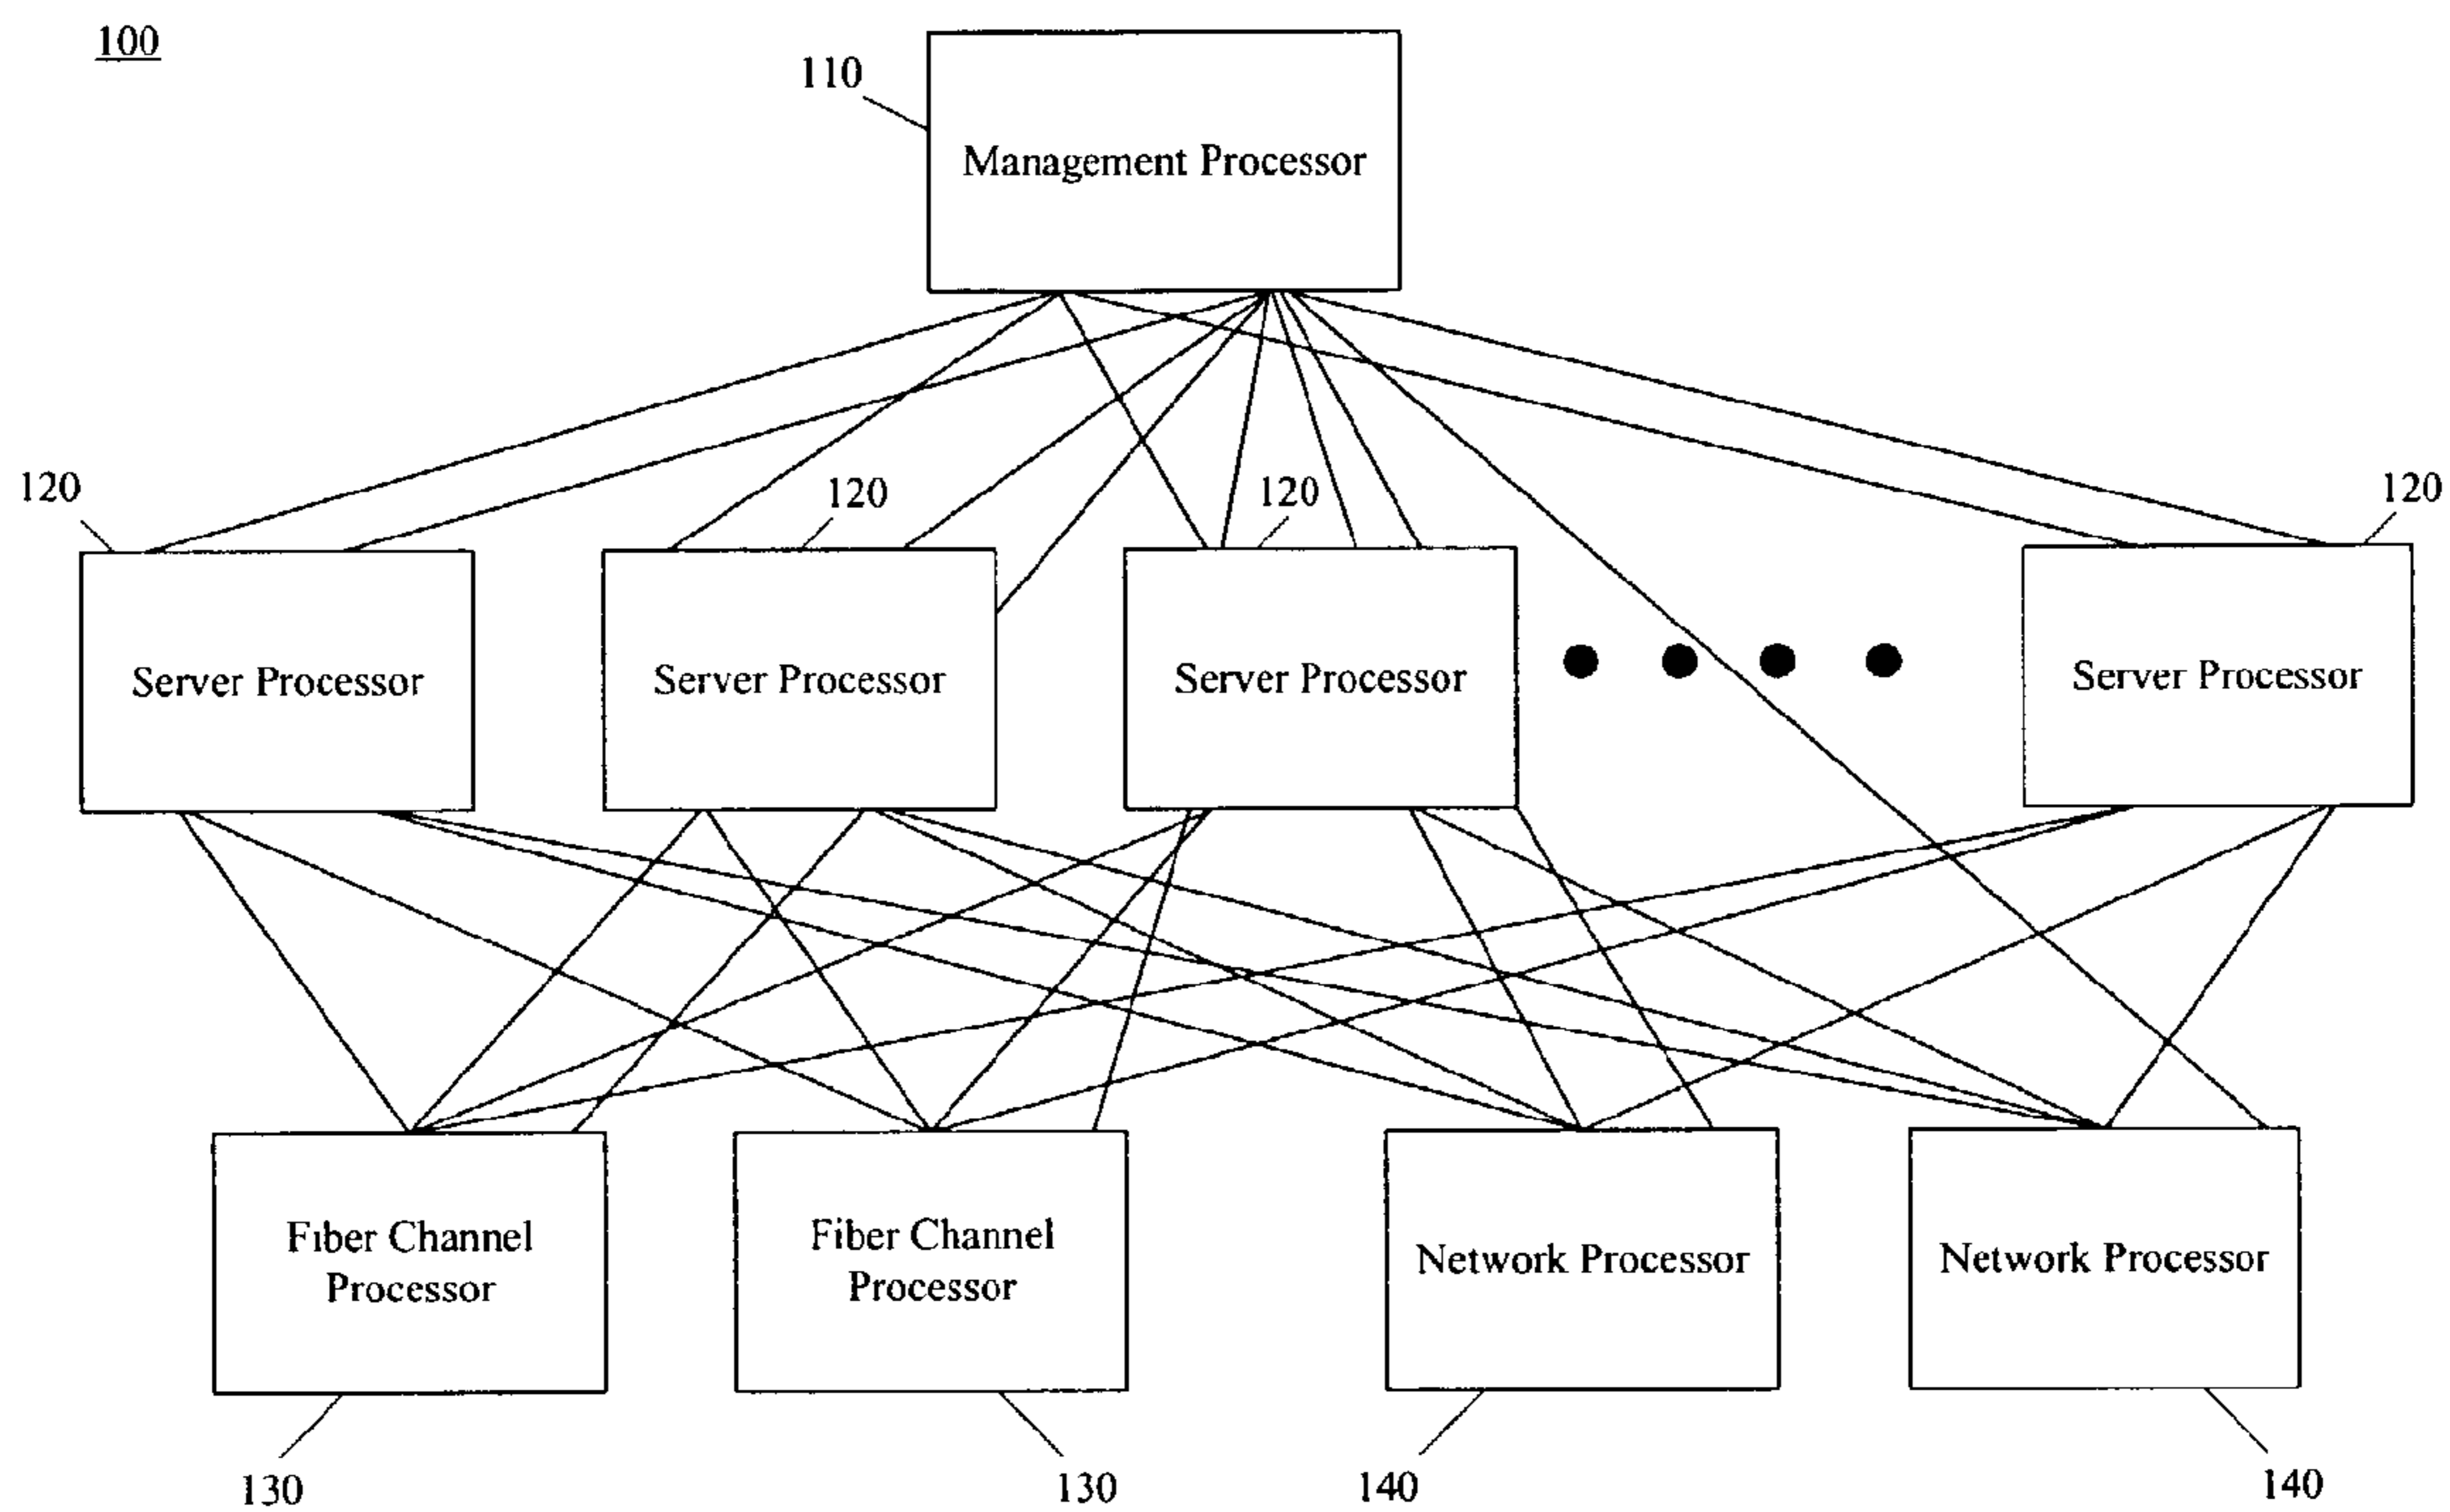 100
110
Management Processor
120
120
120
120
Server Processor
Server Processor
Server Processor
Server Processor
Fiber Channel
Processor
Fiber Channel
Processor
Network Processor
Network Processor
130
130
140
140